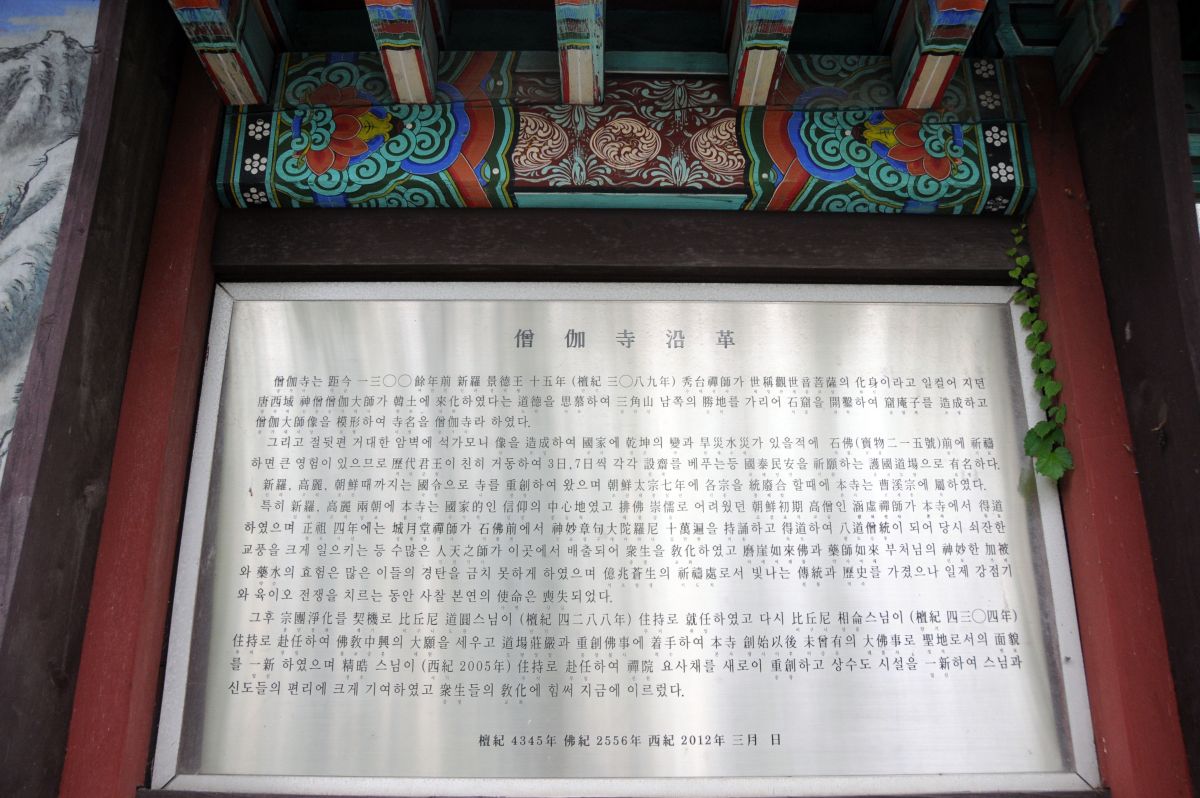 僧伽寺沿革
僧伽寺는 距今 一三〇〇餘年前 新羅 景德王 十五年 (檀紀 三〇八九年) 秀台禪師가 世稱觀世音菩薩의 化身이라고 일컬어 지면
唐西域 神僧僧伽大師가 韓土에 來化하였다는 道德을 思慕하여 三角山 남쪽의 勝地를 가리어 石窟을 開鑿하여 窟庵子를 造成하고
僧伽大師像을 模形하여 寺名을 僧伽寺라 하였다.
그리고 절뒷편 거대한 암벽에 석가모니 像을 造成하여 國家에 乾坤의 變과 旱災水災가 있을적에 石佛(寶物二一五號)前에 祈禱
하면 큰 영험이 있으므로 歷代君王이 친히 거동하여 3日,7日씩 각각 設齋를 베푸는등 國泰民安을 祈願하는 護國道場으로 有名하다.
新羅, 高麗, 朝鮮때까지는 國令으로 寺를 重創하여 왔으며 朝鮮太宗七年에 各宗을 統廢合 할때에 本寺는 曹溪宗에 屬하였다.
특히 新羅, 高麗 兩朝에 本寺는 國家的인 信仰의 中心地였고 排佛 崇儒로 어려웠던 朝鮮初期 高僧인 涵虛禪師가 本寺에서 得道
하였으며 正祖 四年에는 城月堂禪師가 石佛前에서 神妙章句大陀羅尼 十萬遍을 持誦하고 得道하여 八道僧統이 되어 당시 쇠잔한
교풍을 크게 일으키는 등 수많은 人天之師가 이곳에서 배출되어 衆生을 敎化하였고 磨崖如來佛과 藥師如來 부처님의 神妙한 加被
와 藥水의 효험은 많은 이들의 경탄을 금치 못하게 하였으며 億兆蒼生의 祈禱處로서 빛나는 傳統과 歷史를 가졌으나 일제 강점기
와 육이오 전쟁을 치르는 동안 사찰 본연의 使命은 喪失되었다.
그후 宗團淨化를 契機로 比丘尼 道圓스님이 (檀紀 四二八八年) 住持로 就任하였고 다시 比丘尼 相侖스님이 (檀紀 四三〇四年)
住持로 赴任하여 佛敎中興의 大願을 세우고 道場莊嚴과 重創佛事에 着手하여 本寺 創始以後 未曾有의 大佛事로 聖地로서의 面貌
를 一新 하였으며 精晧 스님이 (西紀 2005年) 住持로 赴任하여 禪院 요사채를 새로이 重創하고 상수도 시설을 一新하여 스님과
신도들의 편리에 크게 기여하였고 衆生들의 敎化에 힘써 지금에 이르렀다.
檀紀 4345年 佛紀 2556年 西紀 2012年 三月 日